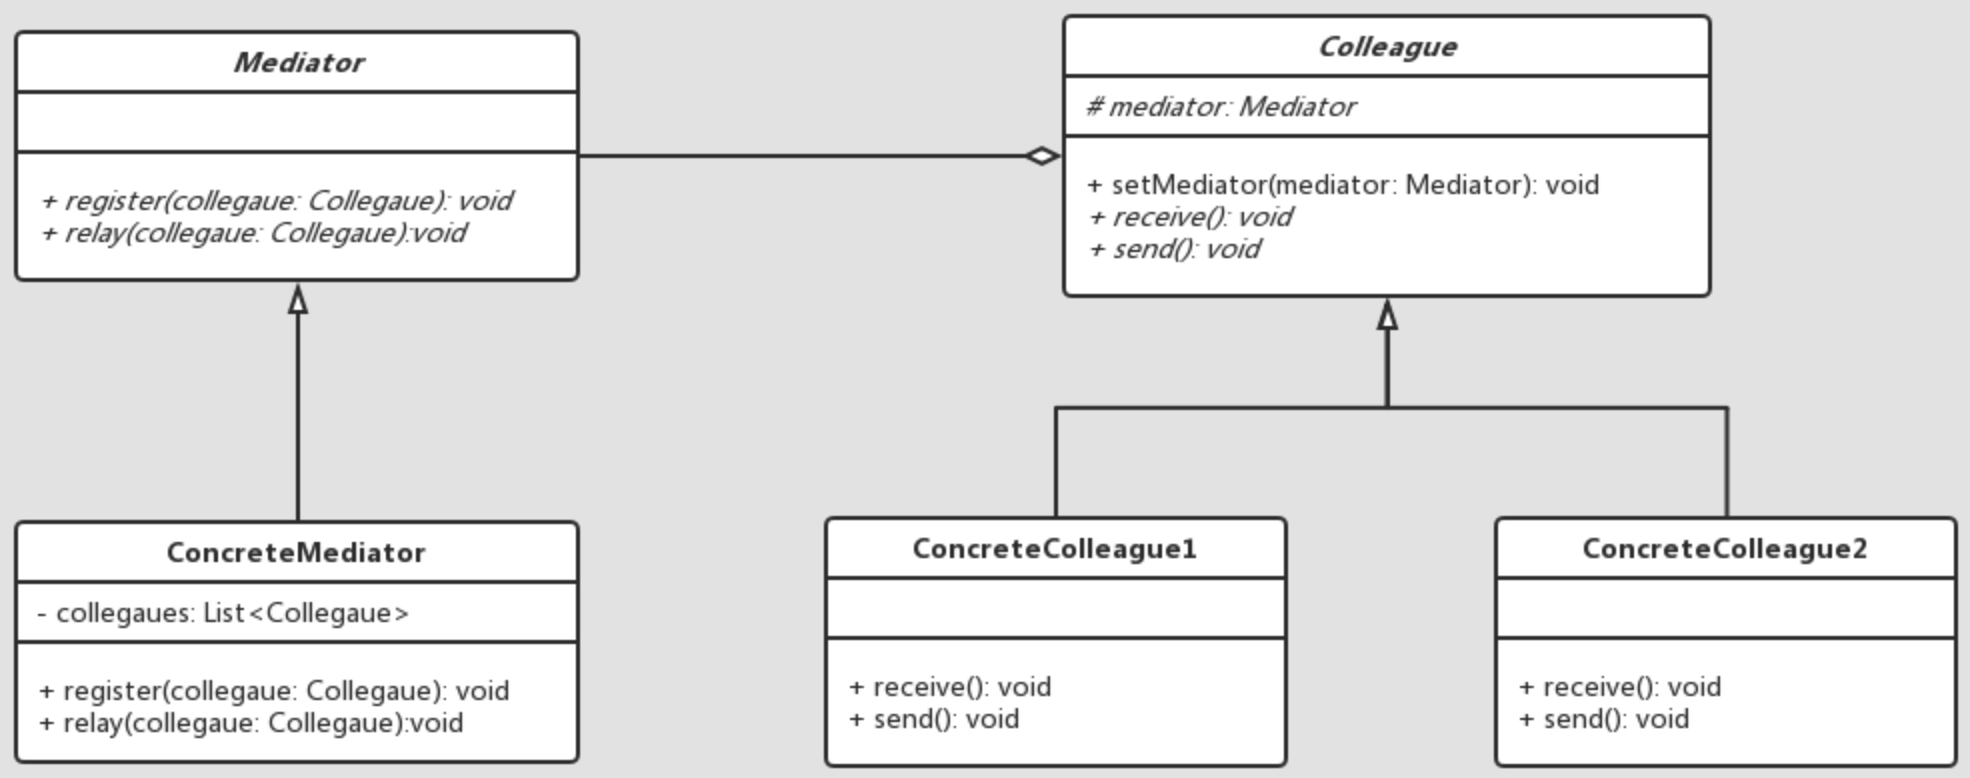 Mediator
+ register(collegaue: Collegaue): void
+ relay(collegaue: Collegaue):void
Colleague
# mediator: Mediator
+ setMediator(mediator: Mediator): void
+ receive(): void
+ send(): void
ConcreteMediator
- collegaues: List<Collegaue>
+ register(collegaue: Collegaue): void
+ relay(collegaue: Collegaue):void
ConcreteColleague1
+ receive(): void
+ send(): void
ConcreteColleague2
+ receive(): void
+ send(): void